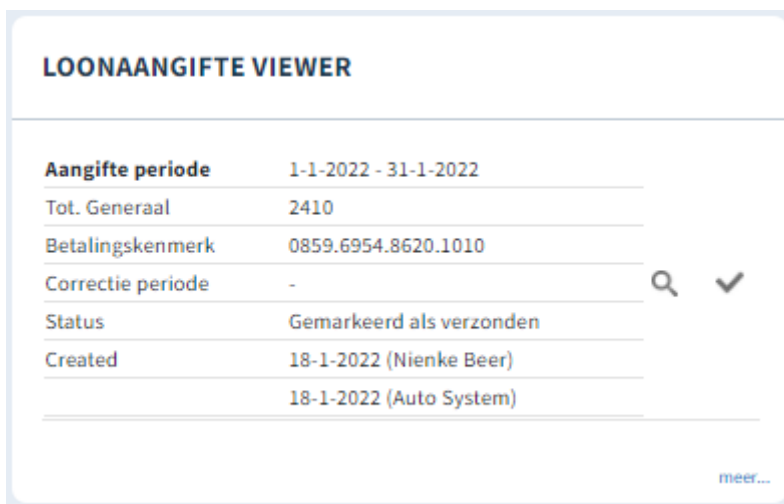 LOONAANGIFTE VIEWER
Aangifte periode 1-1-2022 - 31-1-2022
Tot. Generaal 2410
Betalingskenmerk 0859.6954.8620.1010
Correctie periode -
Status Gemarkeerd als verzonden
Created 18-1-2022 (Nienke Beer)
18-1-2022 (Auto System)
meer...